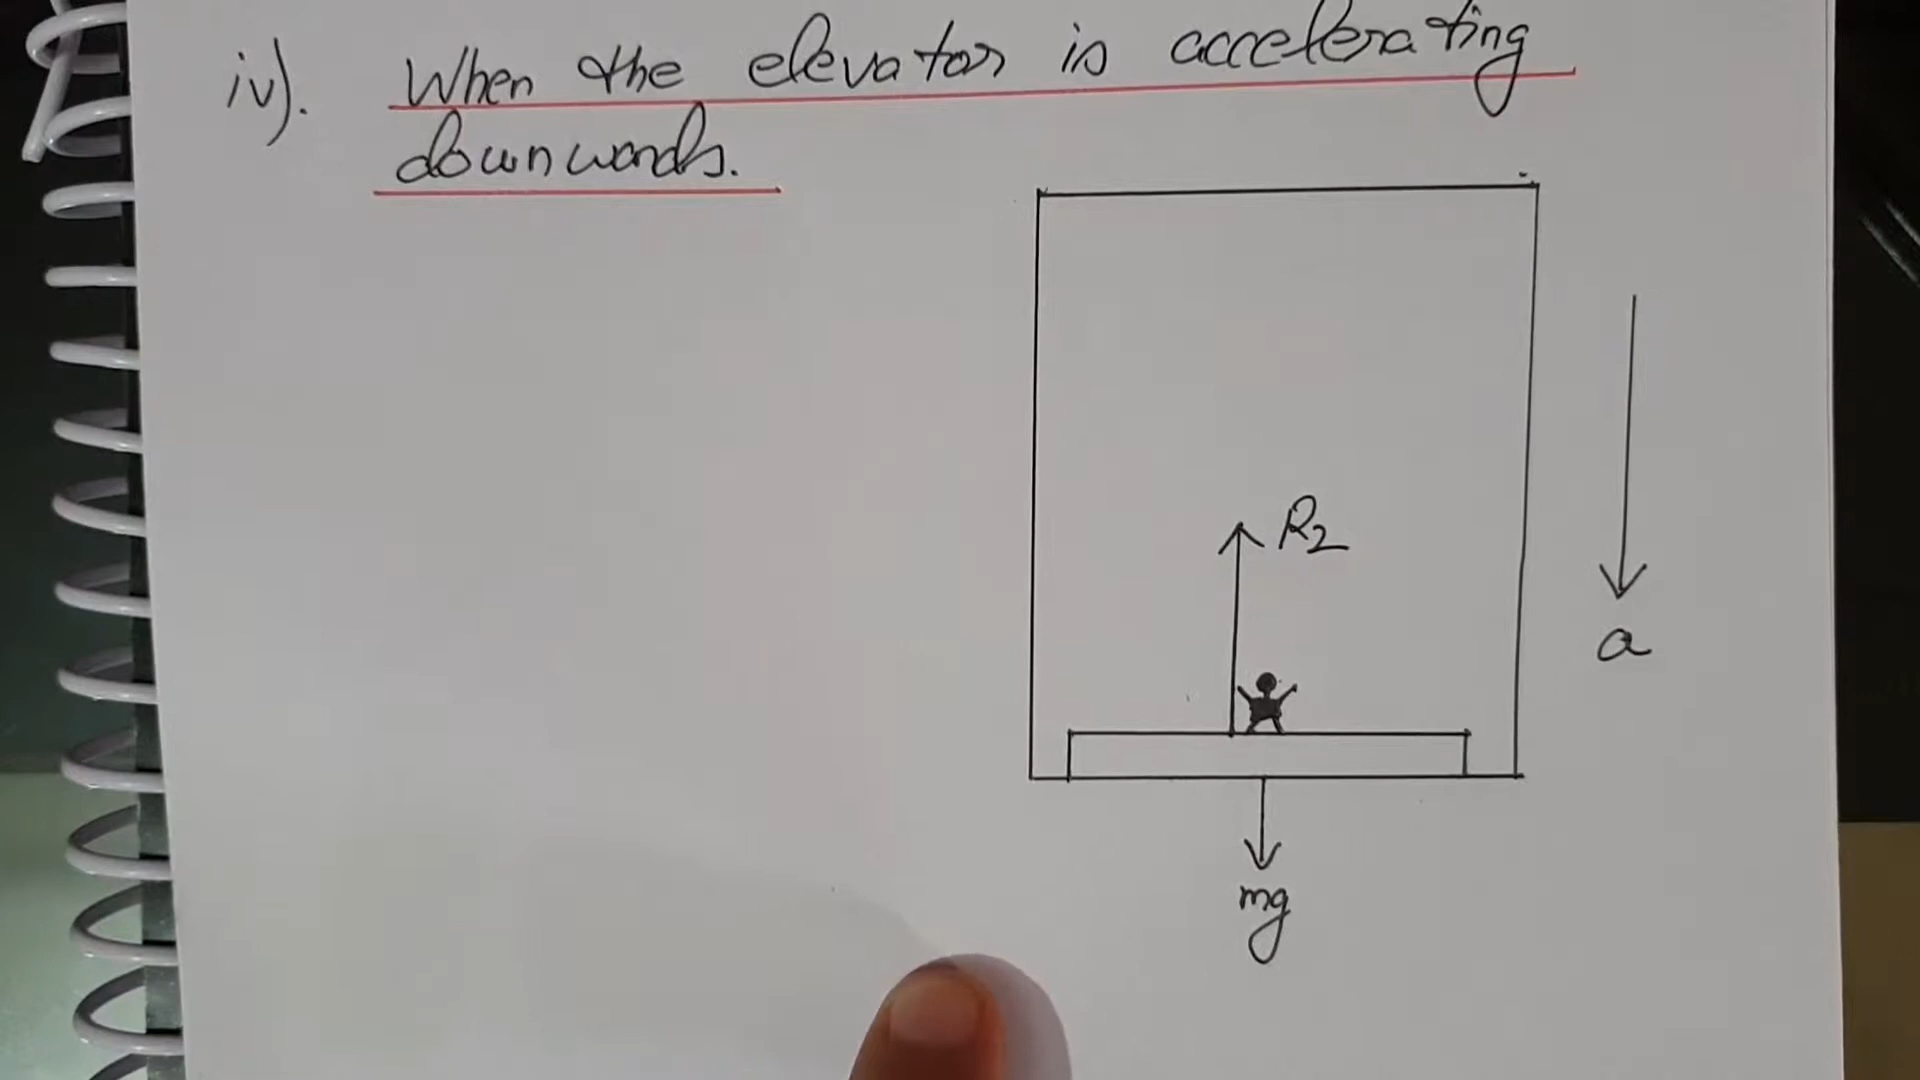 iv). When the elevator is accelerating
downwards.
R2
a
mg